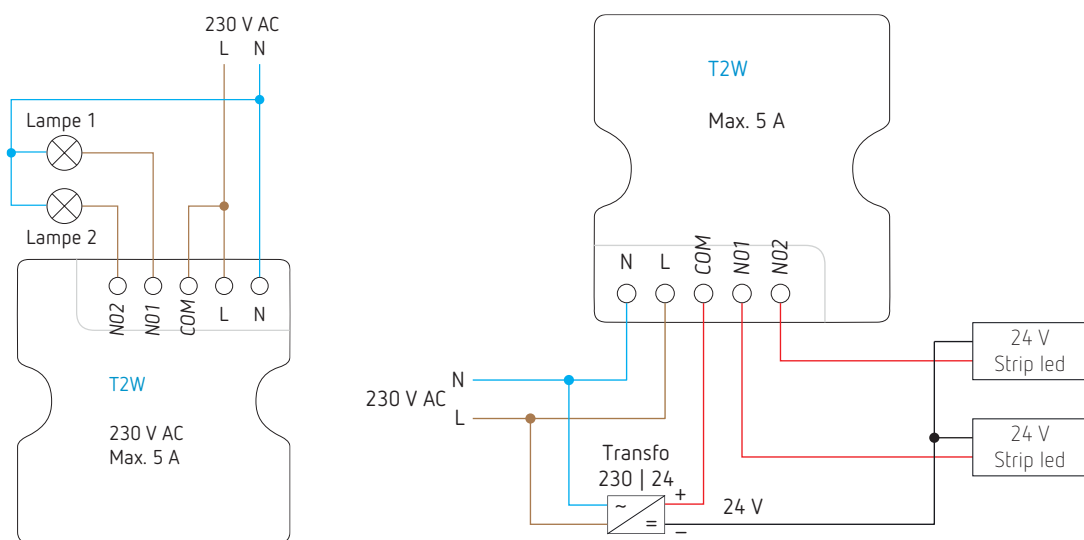 230 V AC
L N
Lampe 1
Lampe 2
NO2 NO1 COM L N
T2W
230 V AC
Max. 5 A
T2W
Max. 5 A
N L COM NO1 NO2
N
230 V AC
L
Transfo
230 | 24
~
=
+
−
24 V
24 V
Strip led
24 V
Strip led